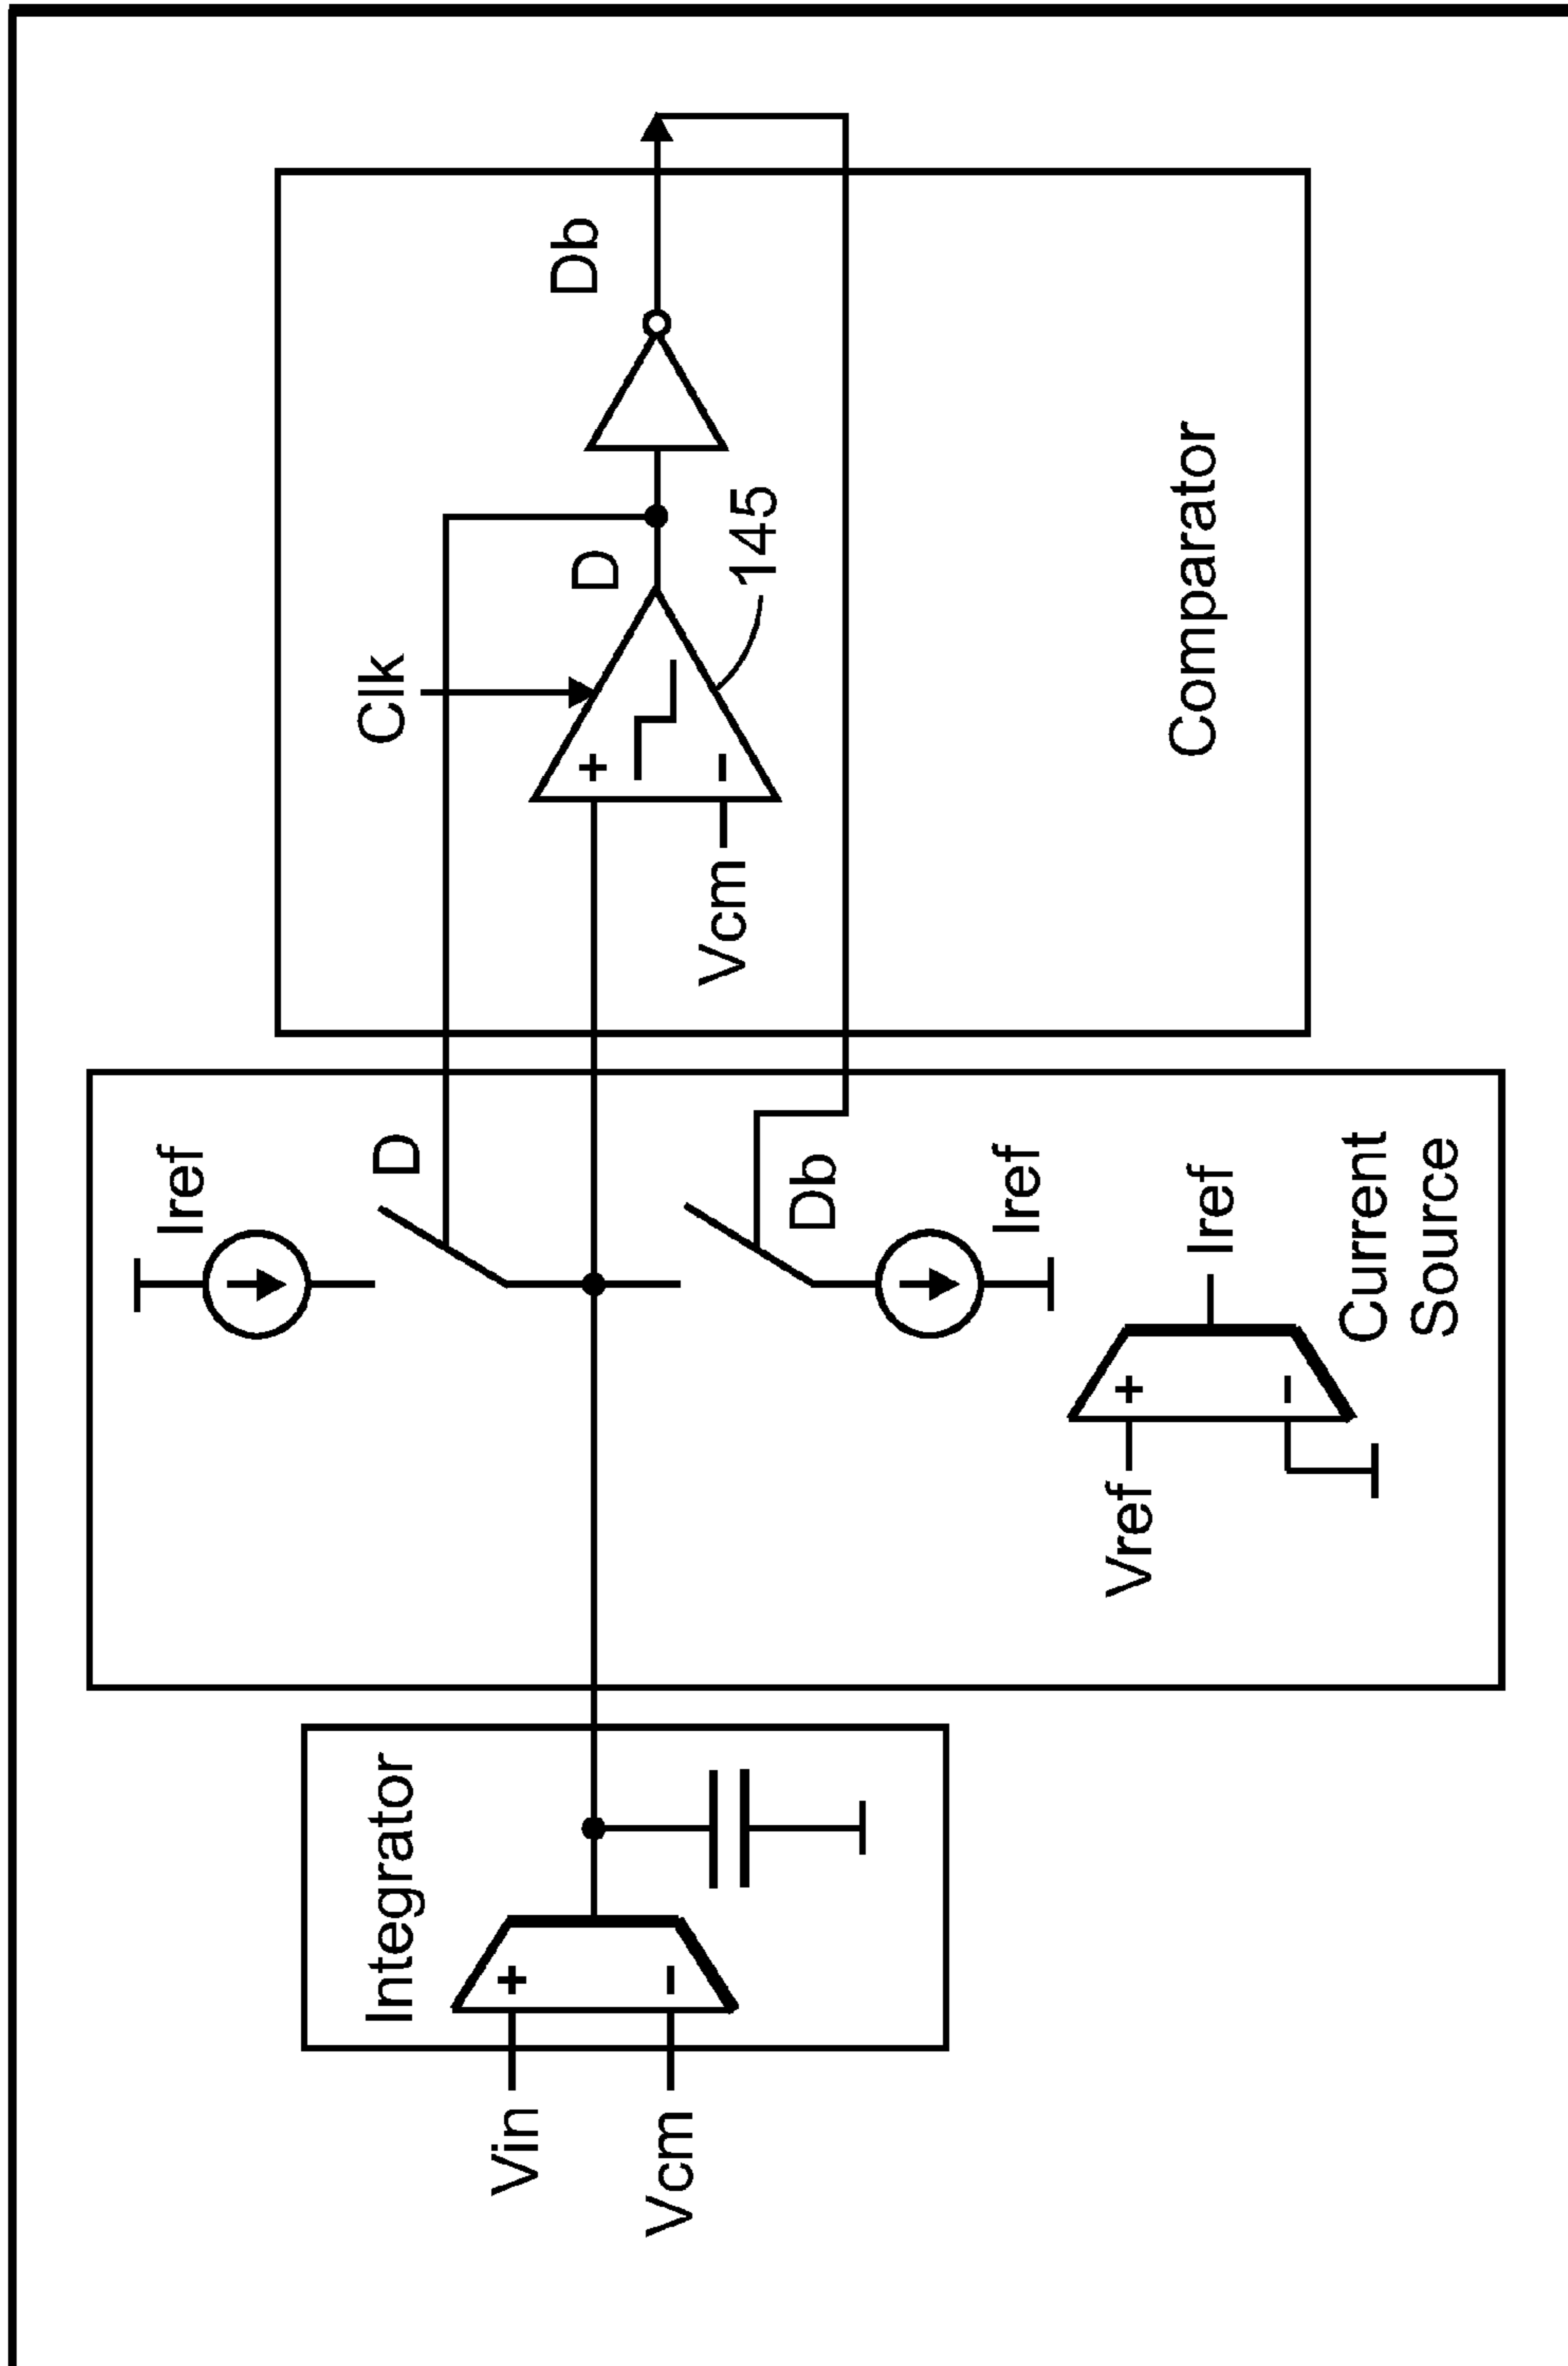 Integrator
Vin
+
Vcm
−
Iref
D
Db
Iref
Vref
+
−
Iref
Current
Source
Clk
+
−
Vcm
D
145
Db
Comparator